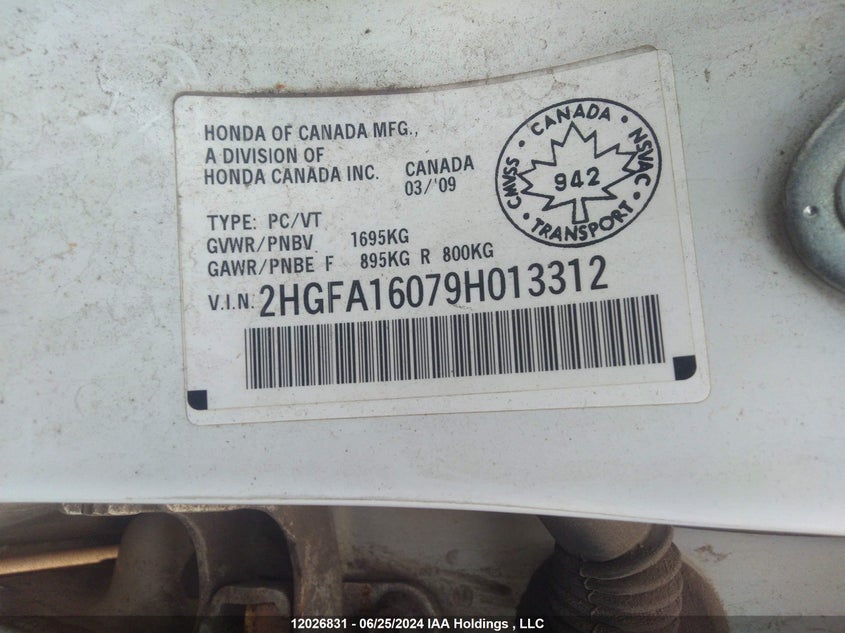 HONDA OF CANADA MFG.,
A DIVISION OF
HONDA CANADA INC. CANADA
03/'09
TYPE: PC/VT
GVWR/PNBV 1695KG
GAWR/PNBE F 895KG R 800KG
V.I.N. 2HGFA16079H013312
CMVSS • CANADA • NSVAC • TRANSPORT •
942
12026831 - 06/25/2024 IAA Holdings , LLC